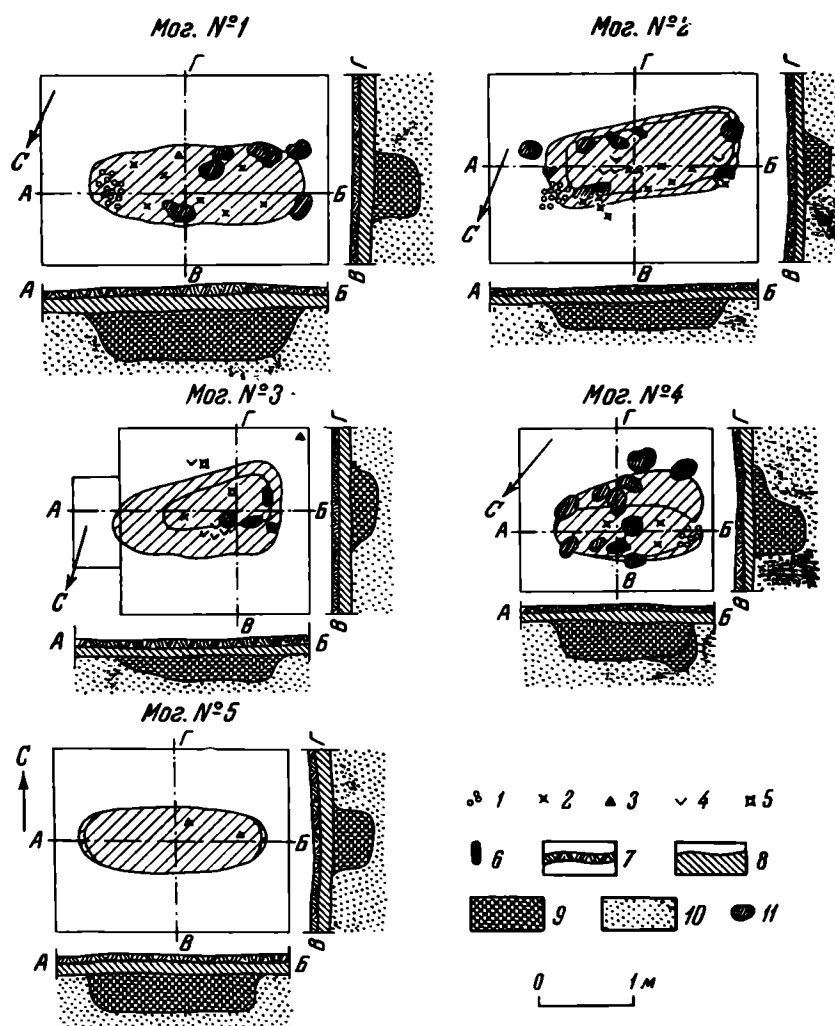 Мог. №1
Г
С
А
Б
В
А
Б
Г
В
Мог. №2
Г
С
А
Б
В
А
Б
Г
В
Мог. №3
Г
А
Б
С
В
А
Б
Г
В
Мог. №4
Г
С
А
Б
В
А
Б
Г
В
Мог. №5
С
Г
А
Б
В
А
Б
Г
В
1 2 3 4 5
6 7 8
9 10 11
0 1 м